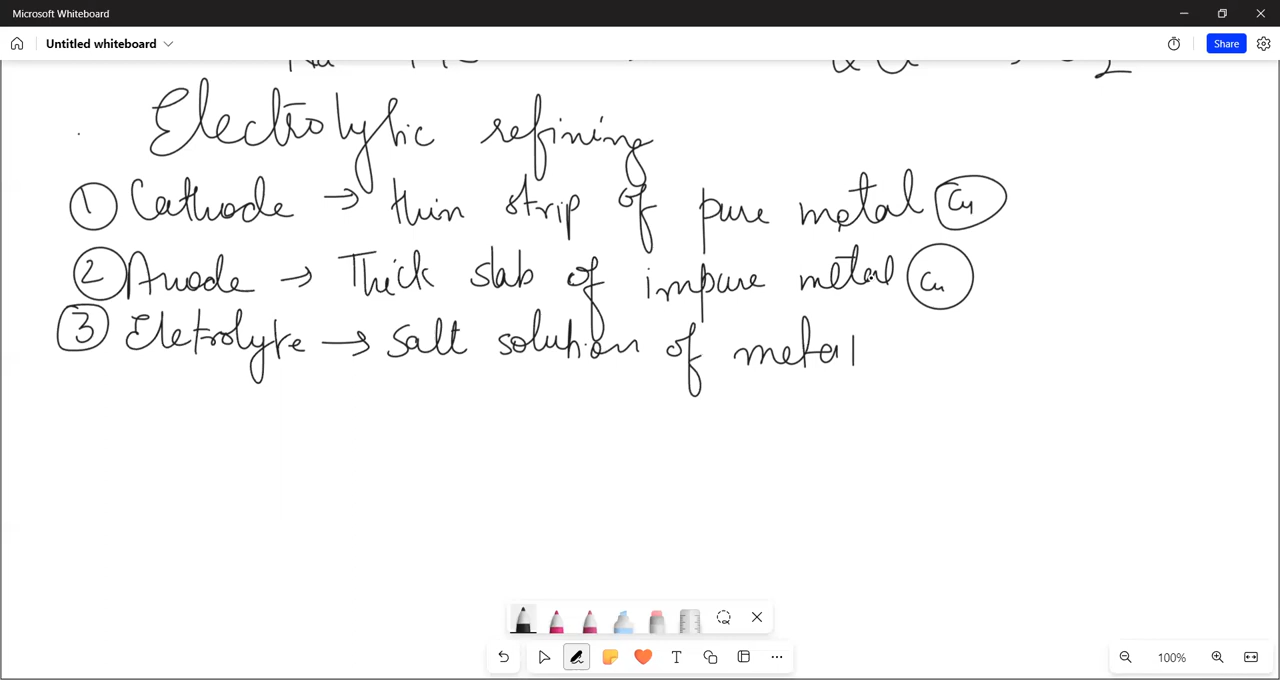 Microsoft Whiteboard
Untitled whiteboard
Share
Electrolytic refining
1 Cathode → thin strip of pure metal Cu
2 Anode → Thick slab of impure metal Cu
3 Eletrolyte → Salt solution of metal
T
100%